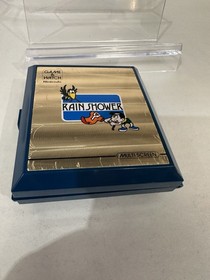 GAME & WATCH
Nintendo
RAIN SHOWER
MULTI SCREEN